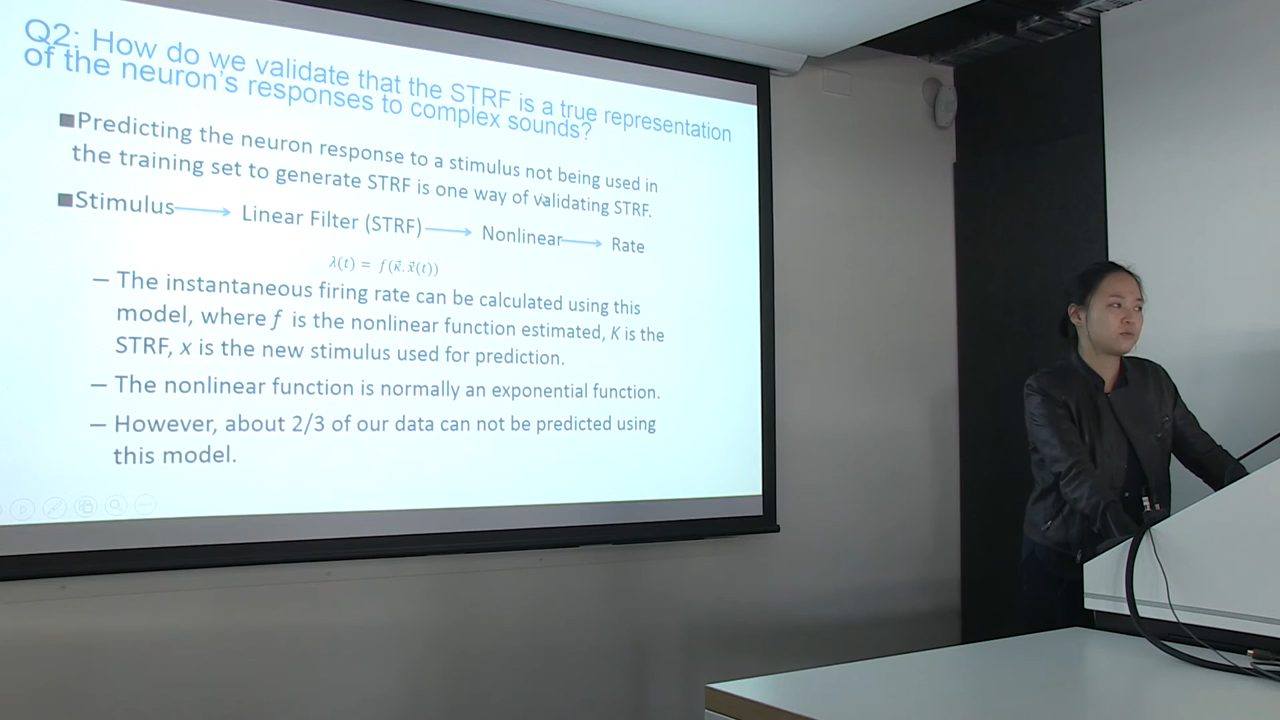 Q2: How do we validate that the STRF is a true representation
of the neuron's responses to complex sounds?
Predicting the neuron response to a stimulus not being used in
the training set to generate STRF is one way of validating STRF.
Stimulus → Linear Filter (STRF) → Nonlinear → Rate
λ(t) = f(k⃗.x⃗(t))
– The instantaneous firing rate can be calculated using this
model, where f is the nonlinear function estimated, K is the
STRF, x is the new stimulus used for prediction.
– The nonlinear function is normally an exponential function.
– However, about 2/3 of our data can not be predicted using
this model.